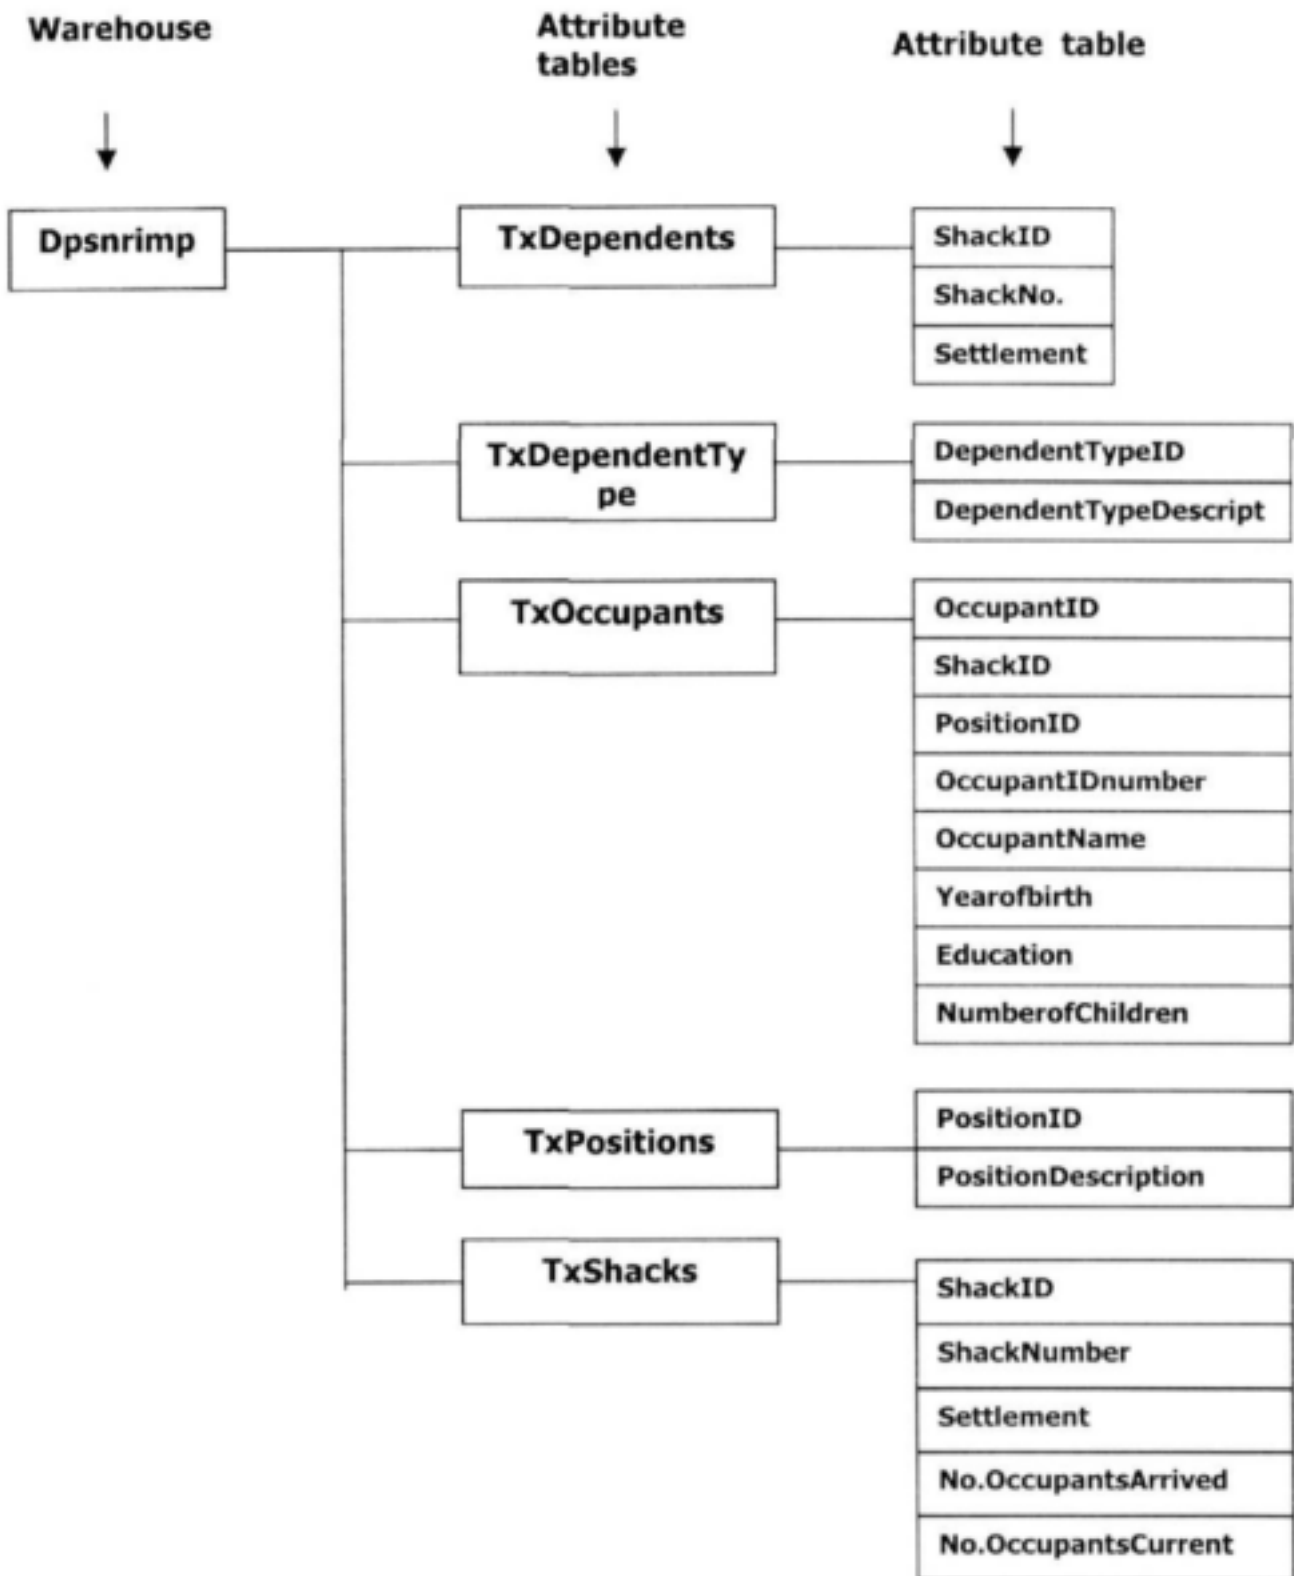 Warehouse
Attribute
tables
Attribute table
Dpsnrimp
TxDependents
ShackID
ShackNo.
Settlement
TxDependentTy
pe
DependentTypeID
DependentTypeDescript
TxOccupants
OccupantID
ShackID
PositionID
OccupantIDnumber
OccupantName
Yearofbirth
Education
NumberofChildren
TxPositions
PositionID
PositionDescription
TxShacks
ShackID
ShackNumber
Settlement
No.OccupantsArrived
No.OccupantsCurrent